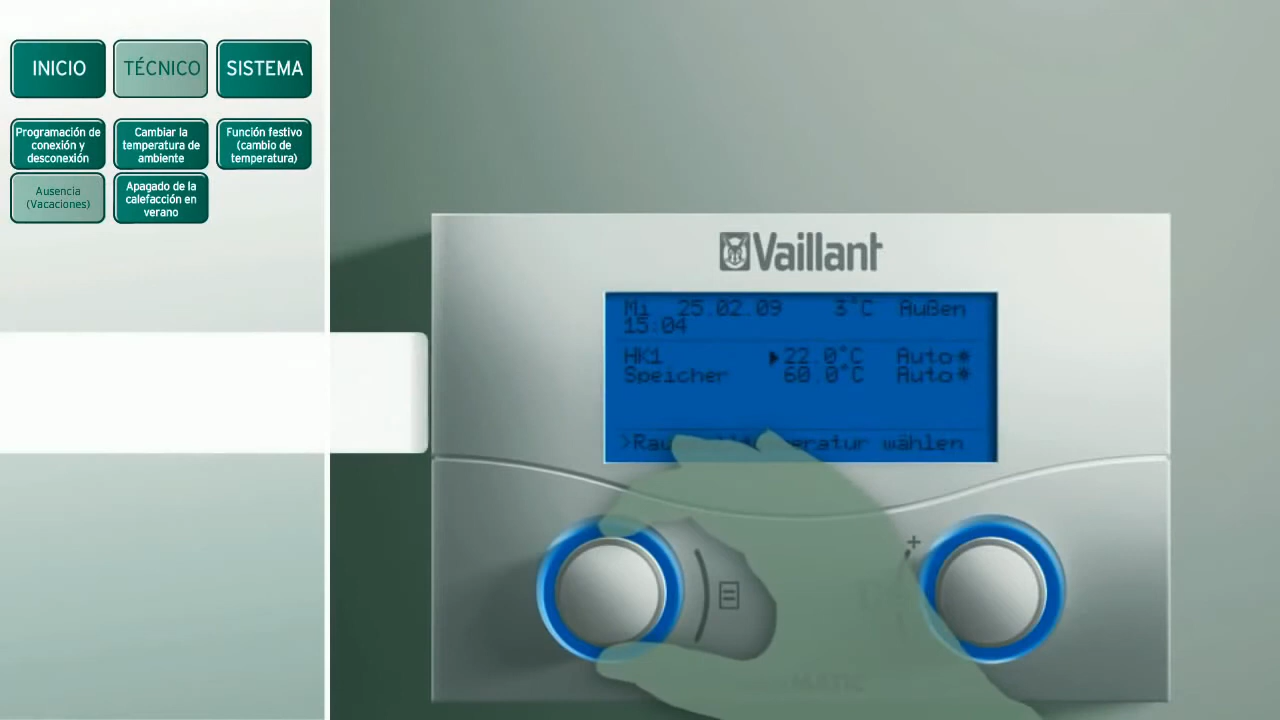 INICIO
TÉCNICO
SISTEMA
Programación de
conexión y
desconexión
Cambiar la
temperatura de
ambiente
Función festivo
(cambio de
temperatura)
Ausencia
(Vacaciones)
Apagado de la
calefacción en
verano
Vaillant
Mi 25.02.09 3°C Außen
15:04
HK1 22.0°C Auto
Speicher 60.0°C Auto
wählen